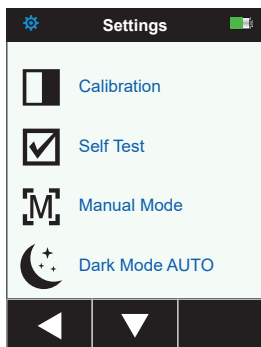 Settings
Calibration
Self Test
[M] Manual Mode
Dark Mode AUTO